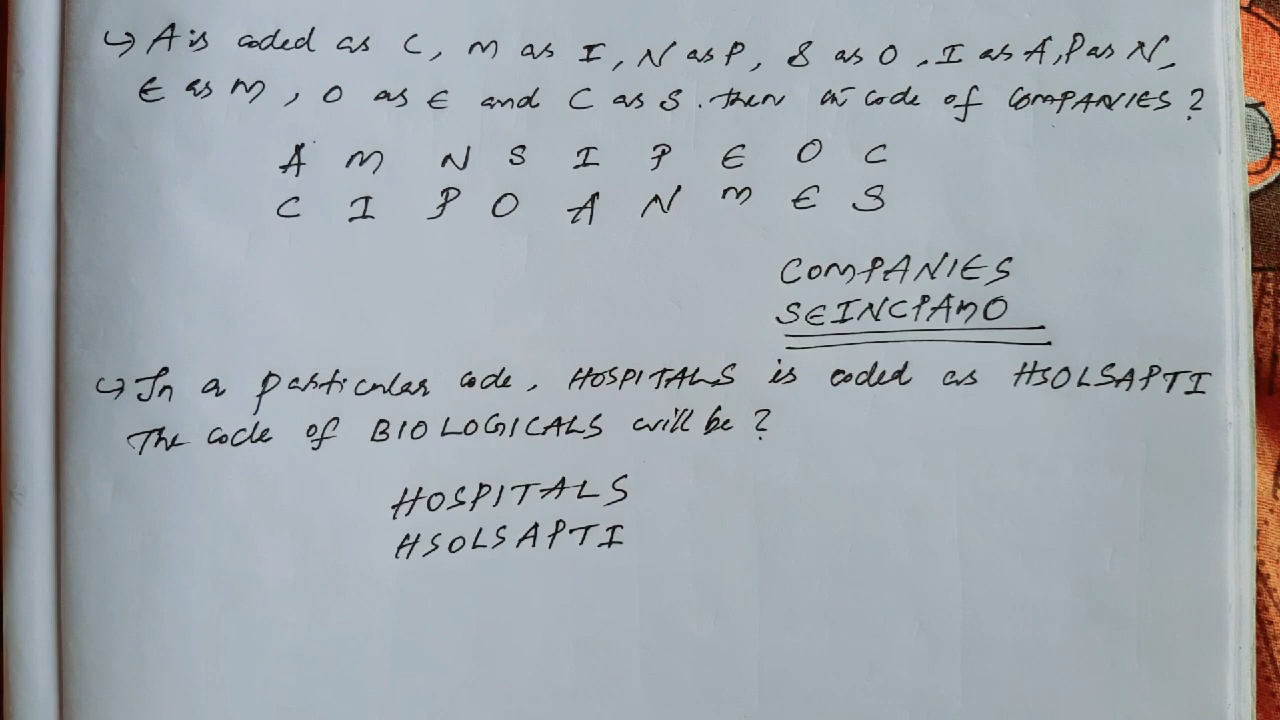 ↪ A is coded as C, M as I, N as P, S as O, I as A, P as N,
E as M, O as E and C as S. then in code of COMPANIES?
A M N S I P E O C
C I P O A N M E S
COMPANIES
SEINCPAMO
↪ In a particular code, HOSPITALS is coded as HSOLSAPTI
The code of BIOLOGICALS will be?
HOSPITALS
HSOLSAPTI